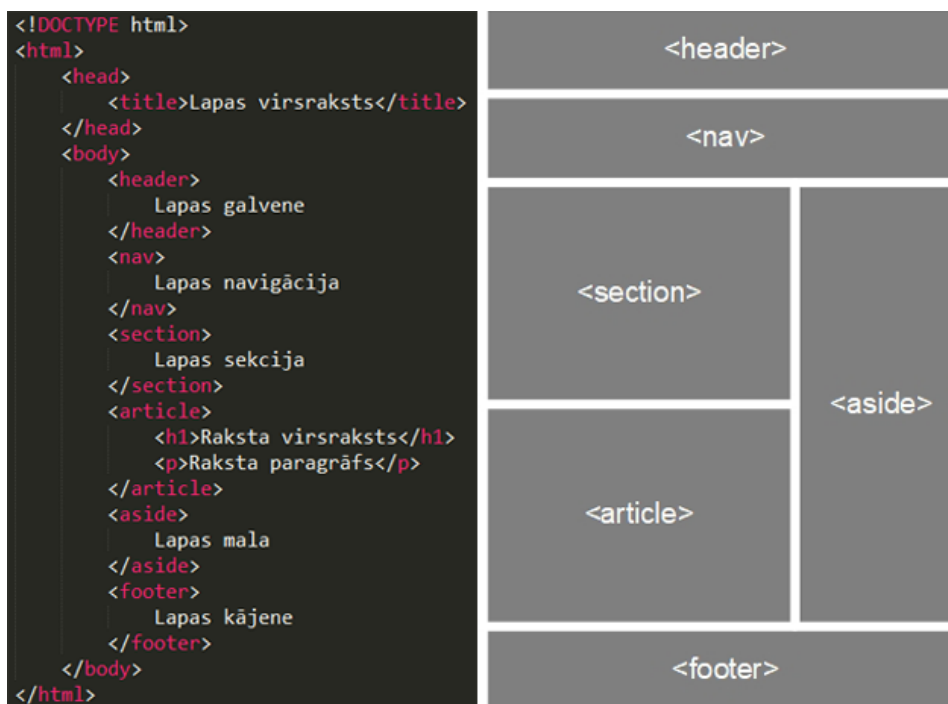 <!DOCTYPE html>
<html>
<head>
<title>Lapas virsraksts</title>
</head>
<body>
<header>
Lapas galvene
</header>
<nav>
Lapas navigācija
</nav>
<section>
Lapas sekcija
</section>
<article>
<h1>Raksta virsraksts</h1>
<p>Raksta paragrāfs</p>
</article>
<aside>
Lapas mala
</aside>
<footer>
Lapas kājene
</footer>
</body>
</html>
<header>
<nav>
<section>
<aside>
<article>
<footer>